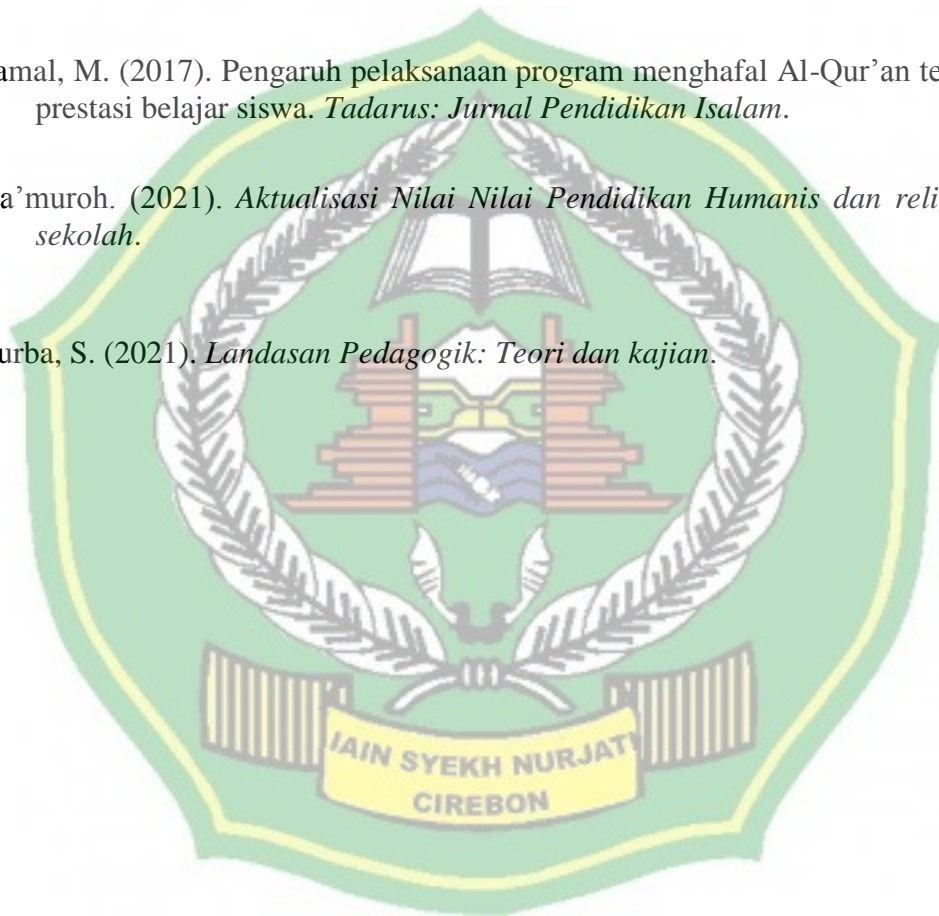 amal, M. (2017). Pengaruh pelaksanaan program menghafal Al-Qur’an te
prestasi belajar siswa. Tadarus: Jurnal Pendidikan Isalam.
a’muroh. (2021). Aktualisasi Nilai Nilai Pendidikan Humanis dan reli
sekolah.
urba, S. (2021). Landasan Pedagogik: Teori dan kajian.
IAIN SYEKH NURJATI
CIREBON